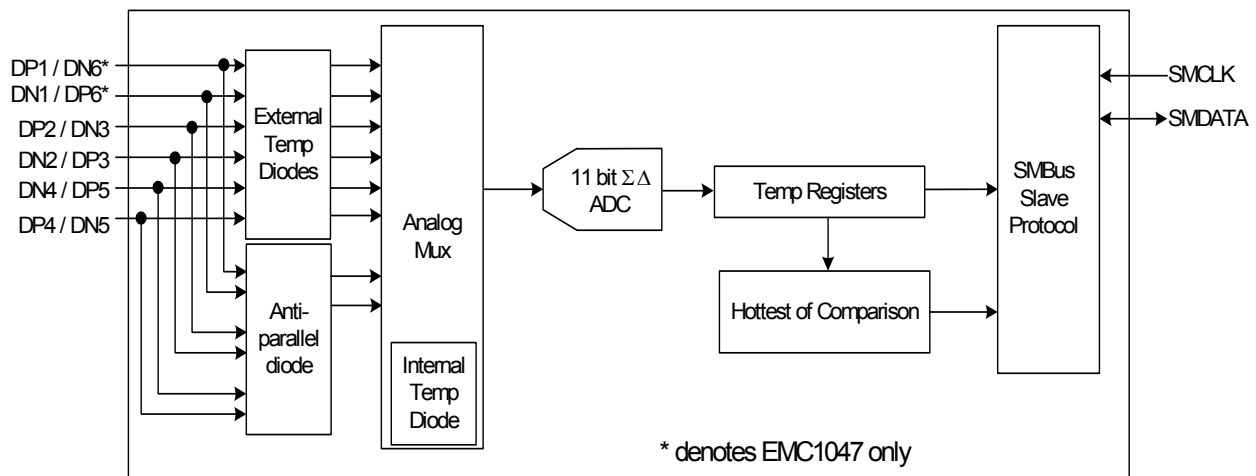 DP1 / DN6*
DN1 / DP6*
DP2 / DN3
DN2 / DP3
DN4 / DP5
DP4 / DN5
External
Temp
Diodes
Anti-
parallel
diode
Analog
Mux
Internal
Temp
Diode
11 bit ΣΔ
ADC
Temp Registers
Hottest of Comparison
SMBus
Slave
Protocol
SMCLK
SMDATA
* denotes EMC1047 only